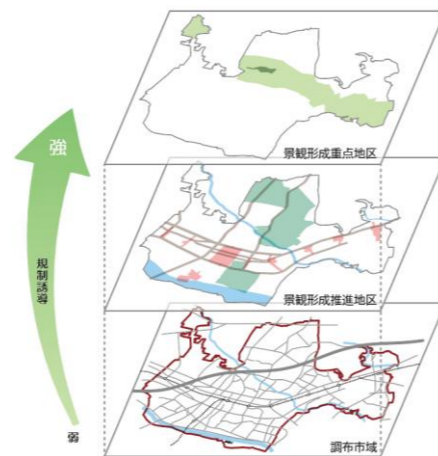 強
景観形成重点地区
規制誘導
景観形成推進地区
弱
調布市域